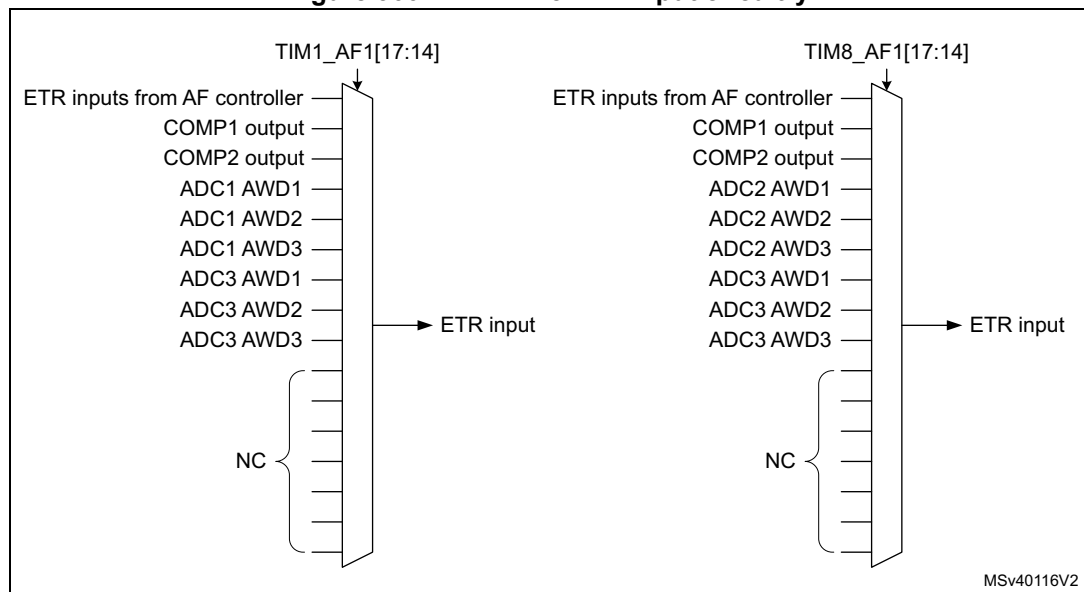 TIM1_AF1[17:14]
ETR inputs from AF controller
COMP1 output
COMP2 output
ADC1 AWD1
ADC1 AWD2
ADC1 AWD3
ADC3 AWD1
ADC3 AWD2
ADC3 AWD3
NC
ETR input
TIM8_AF1[17:14]
ETR inputs from AF controller
COMP1 output
COMP2 output
ADC2 AWD1
ADC2 AWD2
ADC2 AWD3
ADC3 AWD1
ADC3 AWD2
ADC3 AWD3
NC
ETR input
MSv40116V2